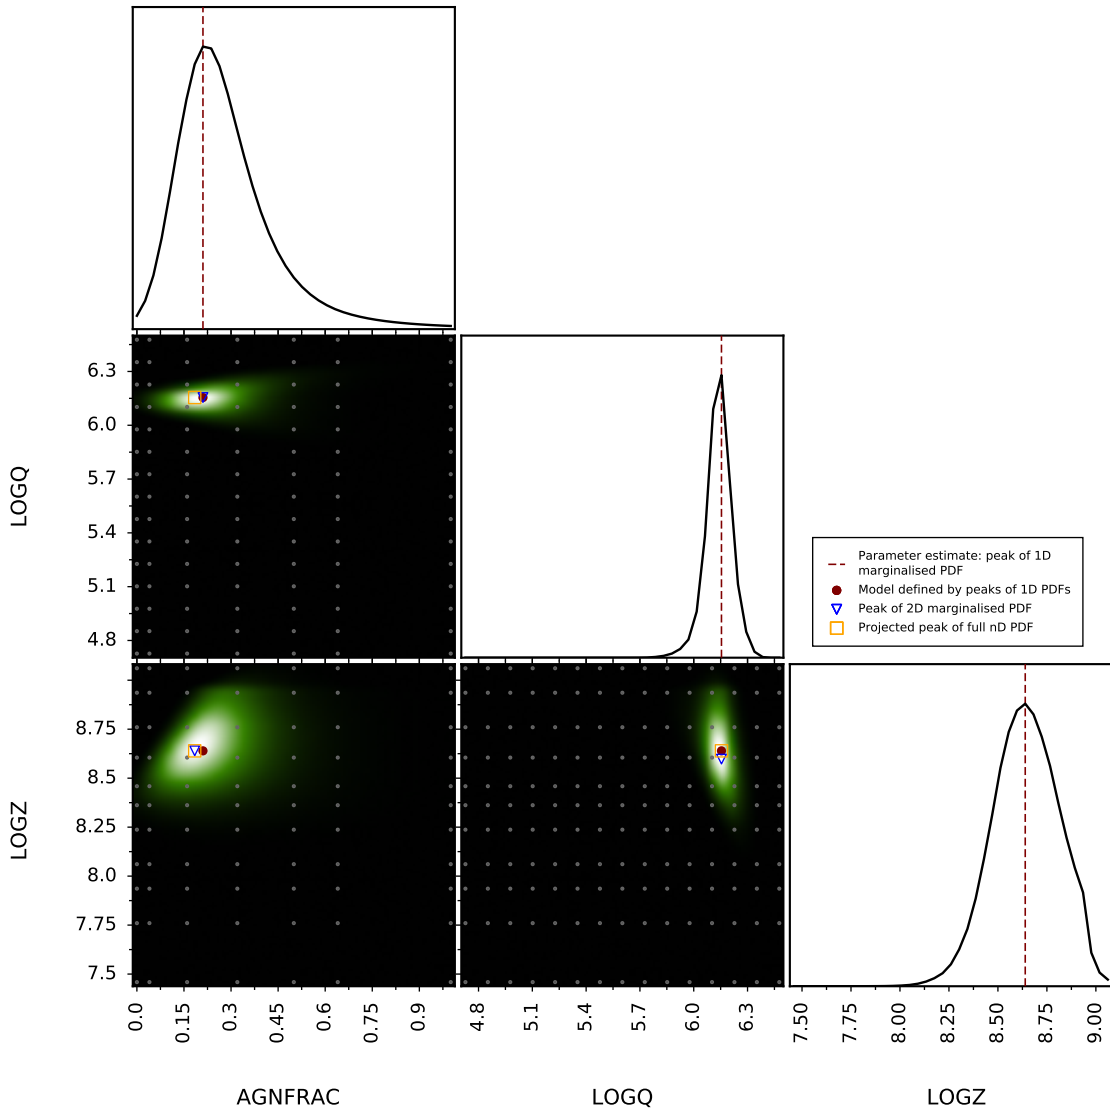 6.3
6.0
5.7
5.4
5.1
4.8
LOGQ
Parameter estimate: peak of 1D
marginalised PDF
Model defined by peaks of 1D PDFs
Peak of 2D marginalised PDF
Projected peak of full nD PDF
8.75
8.5
8.25
8.0
7.75
7.5
LOGZ
0.0 0.15 0.3 0.45 0.6 0.75 0.9
4.8 5.1 5.4 5.7 6.0 6.3
7.50 7.75 8.00 8.25 8.50 8.75 9.00
AGNFRAC LOGQ LOGZ